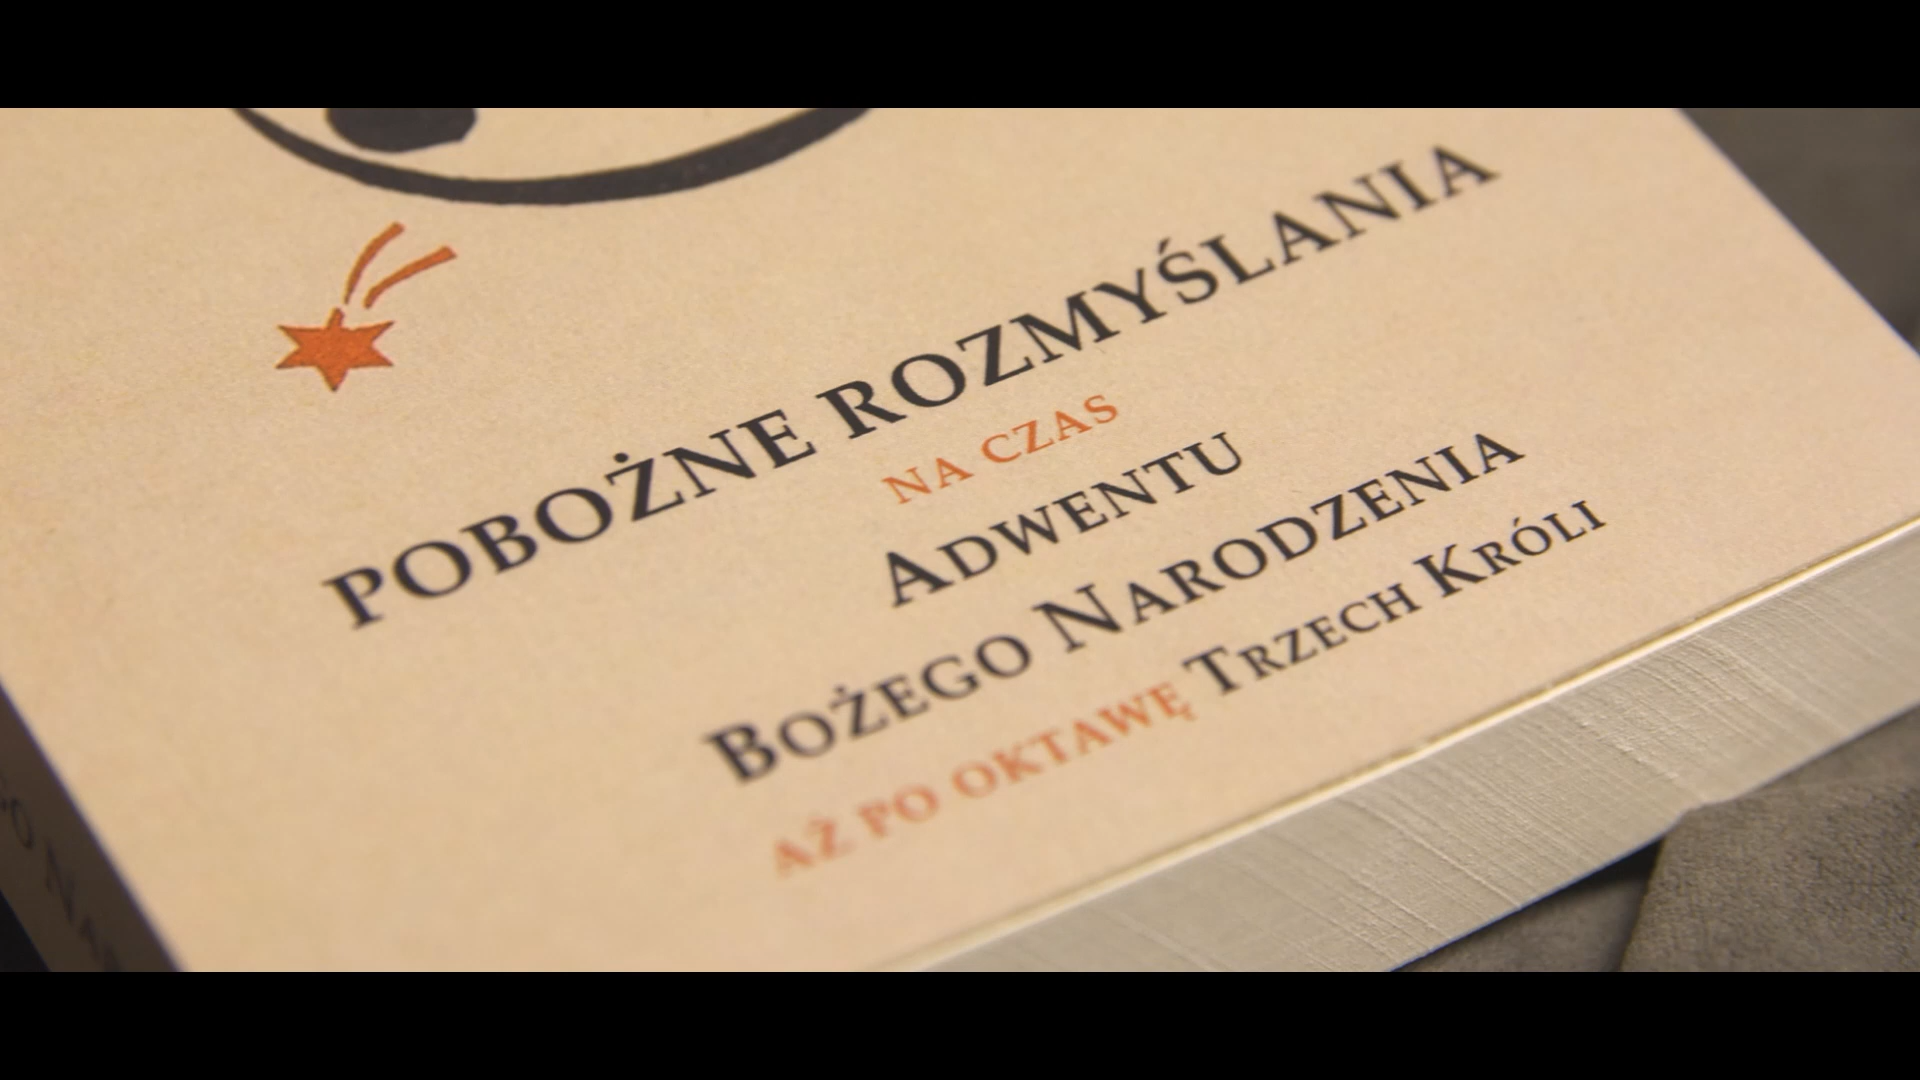 POBOŻNE ROZMYŚLANIA
NA CZAS
ADWENTU
BOŻEGO NARODZENIA
AŻ PO OKTAWĘ TRZECH KRÓLI